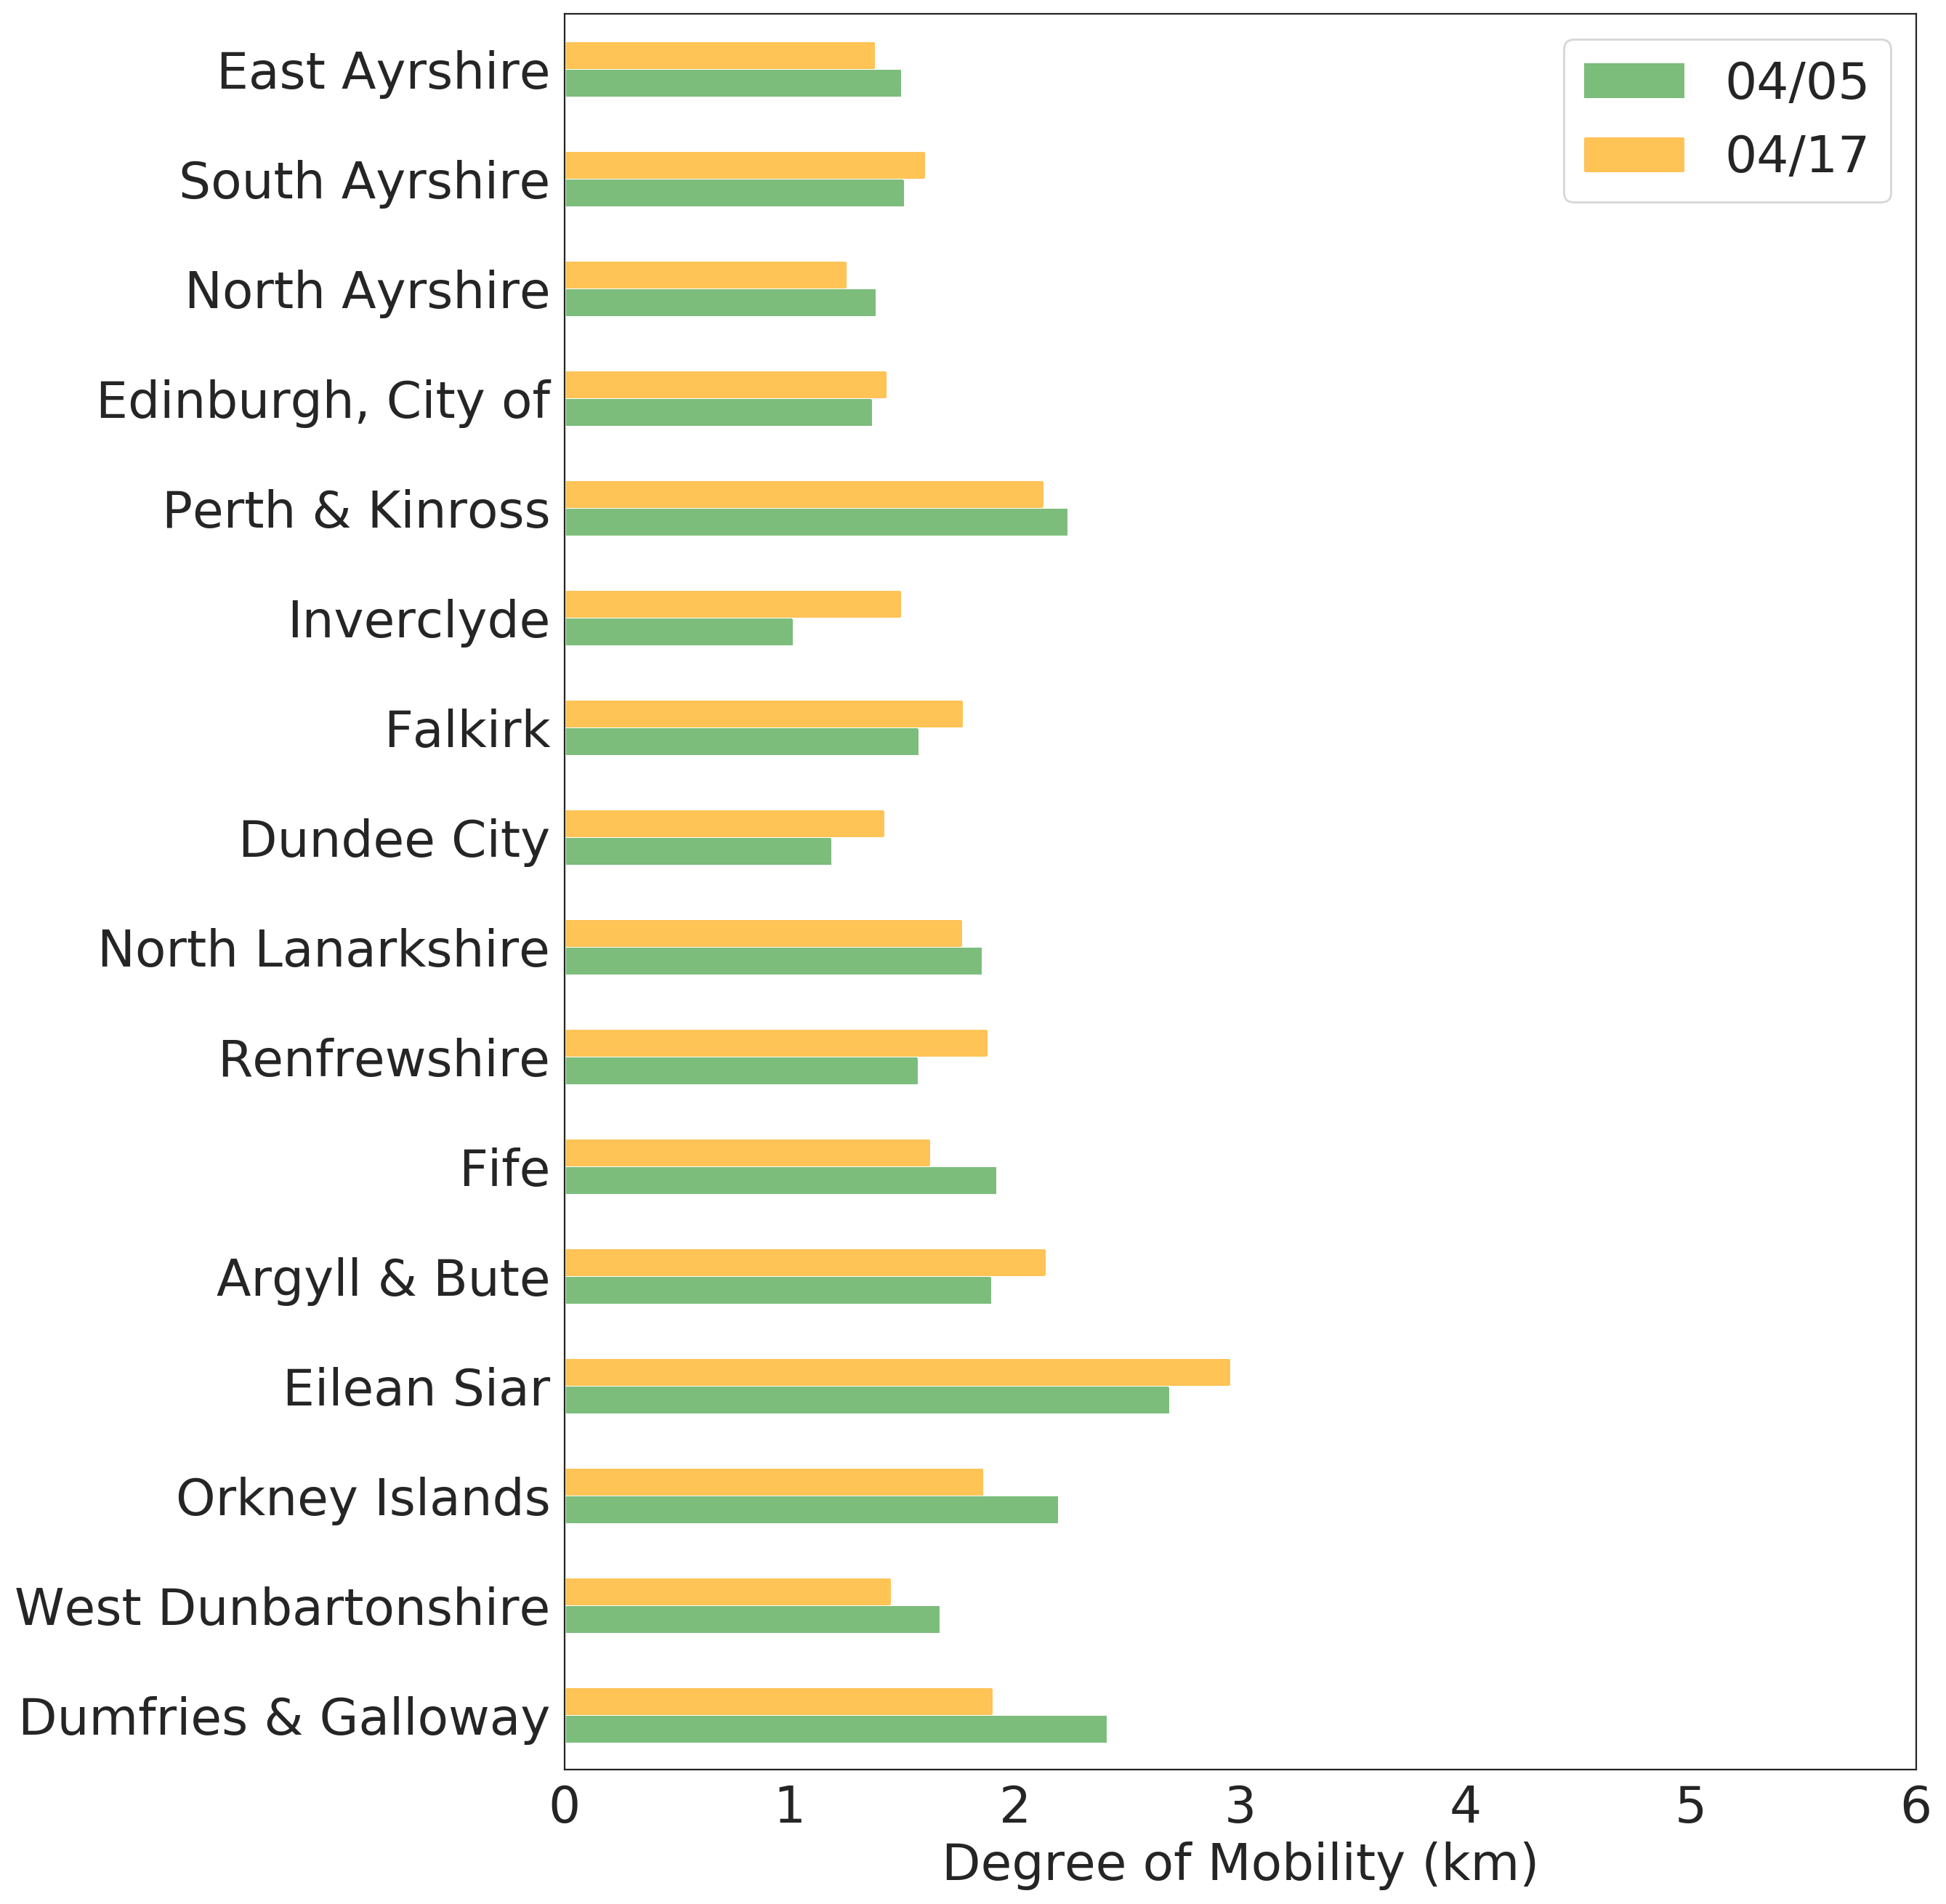 East Ayrshire
South Ayrshire
North Ayrshire
Edinburgh, City of
Perth & Kinross
Inverclyde
Falkirk
Dundee City
North Lanarkshire
Renfrewshire
Fife
Argyll & Bute
Eilean Siar
Orkney Islands
West Dunbartonshire
Dumfries & Galloway
04/05
04/17
0 1 2 3 4 5 6
Degree of Mobility (km)